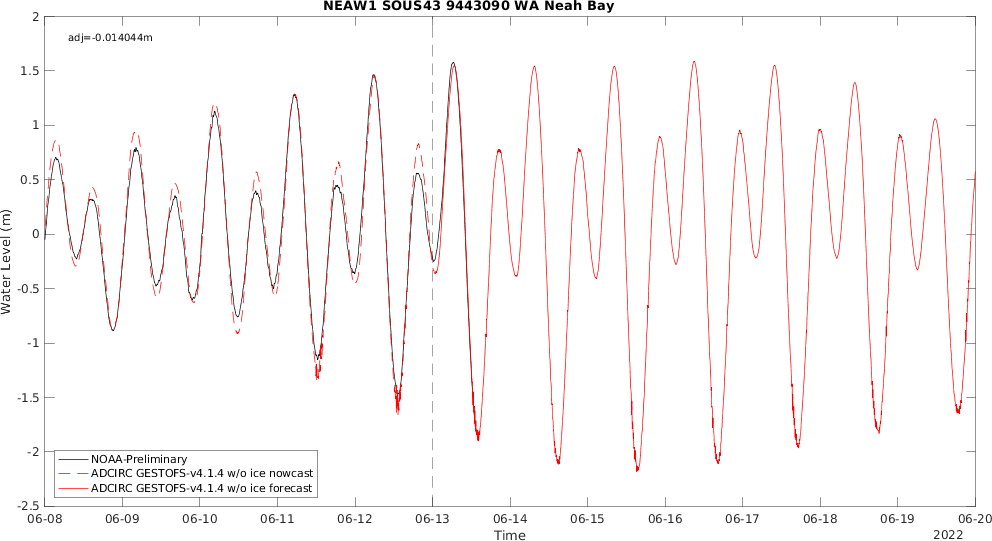 NEAW1 SOUS43 9443090 WA Neah Bay
adj=-0.014044m
2
1.5
1
0.5
0
-0.5
-1
-1.5
-2
-2.5
Water Level (m)
NOAA-Preliminary
ADCIRC GESTOFS-v4.1.4 w/o ice nowcast
ADCIRC GESTOFS-v4.1.4 w/o ice forecast
06-08 06-09 06-10 06-11 06-12 06-13 06-14 06-15 06-16 06-17 06-18 06-19 06-20
Time
2022